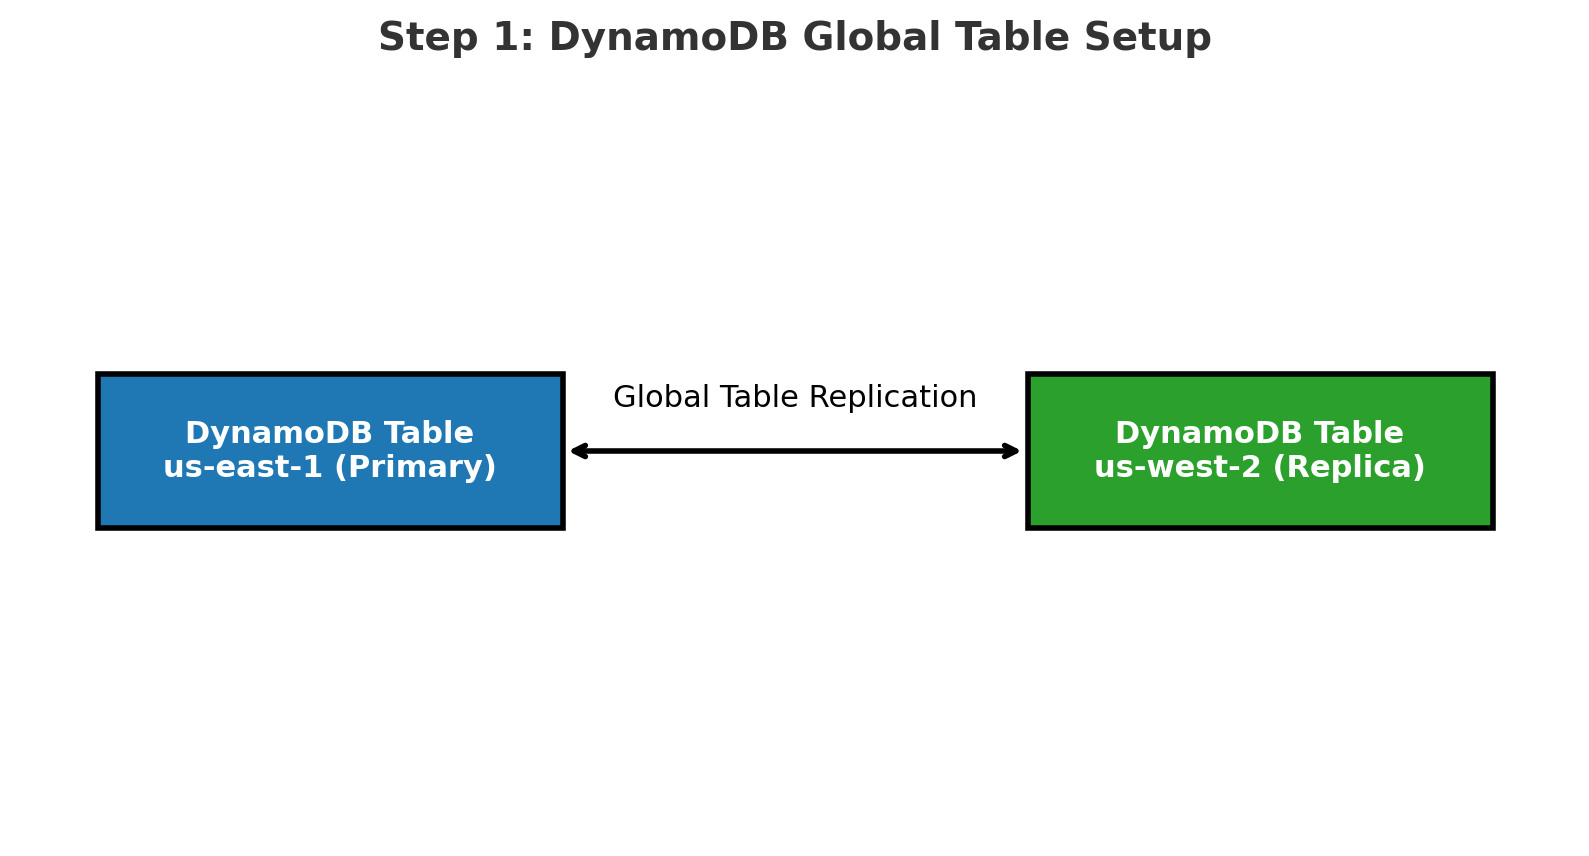 Step 1: DynamoDB Global Table Setup
Global Table Replication
DynamoDB Table
us-east-1 (Primary)
DynamoDB Table
us-west-2 (Replica)